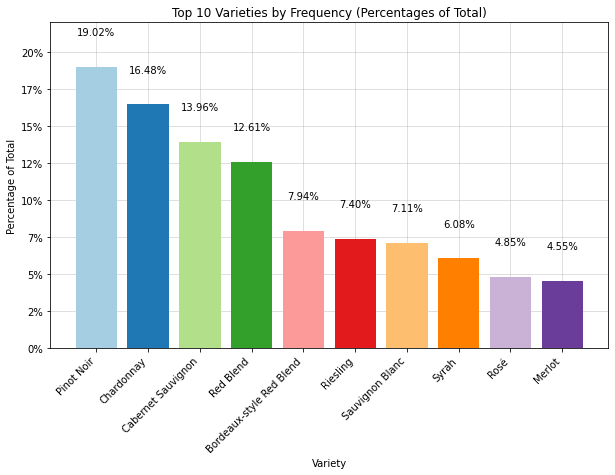 Top 10 Varieties by Frequency (Percentages of Total)
19.02%
16.48%
13.96%
12.61%
7.94%
7.40%
7.11%
6.08%
4.85%
4.55%
20%
17%
15%
12%
10%
7%
5%
2%
0%
Percentage of Total
Pinot Noir
Chardonnay
Cabernet Sauvignon
Red Blend
Bordeaux-style Red Blend
Riesling
Sauvignon Blanc
Syrah
Rosé
Merlot
Variety